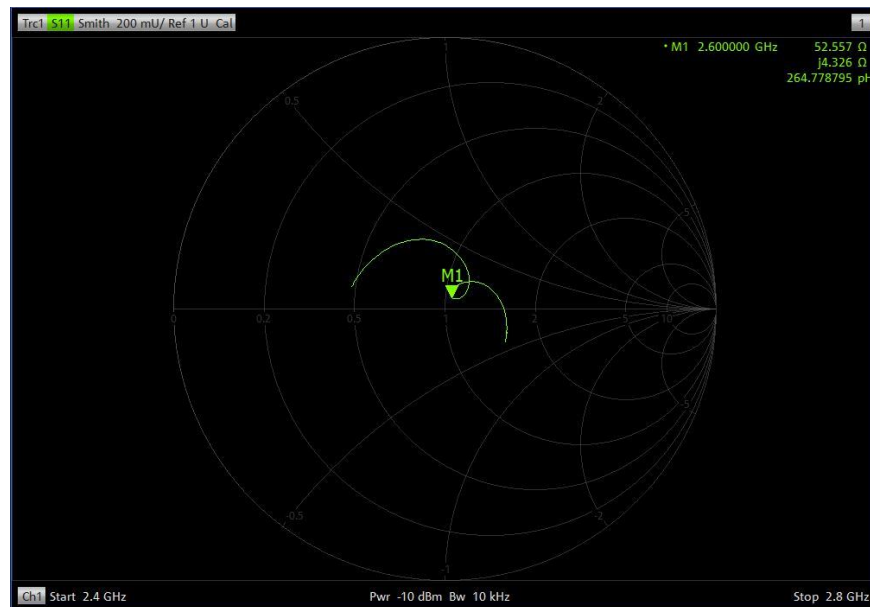 Trc1 S11 Smith 200 mU/ Ref 1 U Cal
1
• M1 2.600000 GHz 52.557 Ω
j4.326 Ω
264.778795 pH
1
0.5
2
5
M1
0
0.2
0.5
1
2
5
10
-5
-0.5
-2
-1
Ch1 Start 2.4 GHz Pwr -10 dBm Bw 10 kHz Stop 2.8 GHz